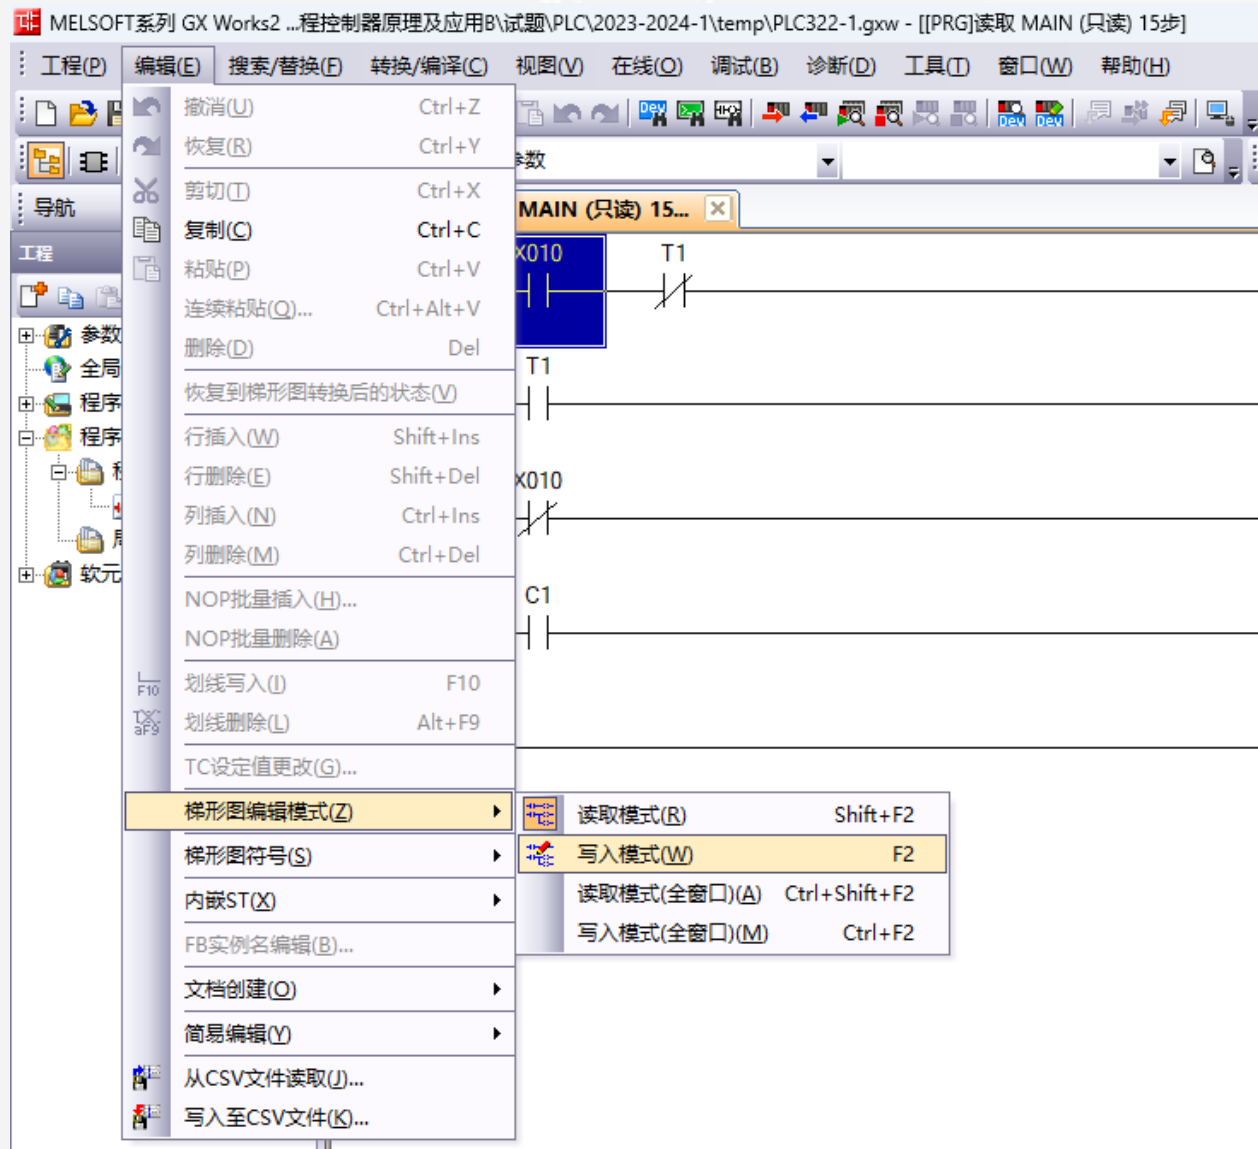 MELSOFT系列 GX Works2 ...程控制器原理及应用B\试题\PLC\2023-2024-1\temp\PLC322-1.gxw - [[PRG]读取 MAIN (只读) 15步]
工程(P) 编辑(E) 搜索/替换(F) 转换/编译(C) 视图(V) 在线(O) 调试(B) 诊断(D) 工具(T) 窗口(W) 帮助(H)
撤消(U) Ctrl+Z
恢复(R) Ctrl+Y
剪切(T) Ctrl+X
复制(C) Ctrl+C
粘贴(P) Ctrl+V
连续粘贴(Q)... Ctrl+Alt+V
删除(D) Del
恢复到梯形图转换后的状态(V)
行插入(W) Shift+Ins
行删除(E) Shift+Del
列插入(N) Ctrl+Ins
列删除(M) Ctrl+Del
NOP批量插入(H)...
NOP批量删除(A)
F10 划线写入(I) F10
aF9 划线删除(L) Alt+F9
TC设定值更改(G)...
梯形图编辑模式(Z)
梯形图符号(S)
内嵌ST(X)
FB实例名编辑(B)...
文档创建(O)
简易编辑(Y)
从CSV文件读取(J)...
写入至CSV文件(K)...
读取模式(R) Shift+F2
写入模式(W) F2
读取模式(全窗口)(A) Ctrl+Shift+F2
写入模式(全窗口)(M) Ctrl+F2
Dev Dev Dev
参数
导航
MAIN (只读) 15...
工程
参数
全局
程序
程序
软元
X010 T1
T1
X010
C1